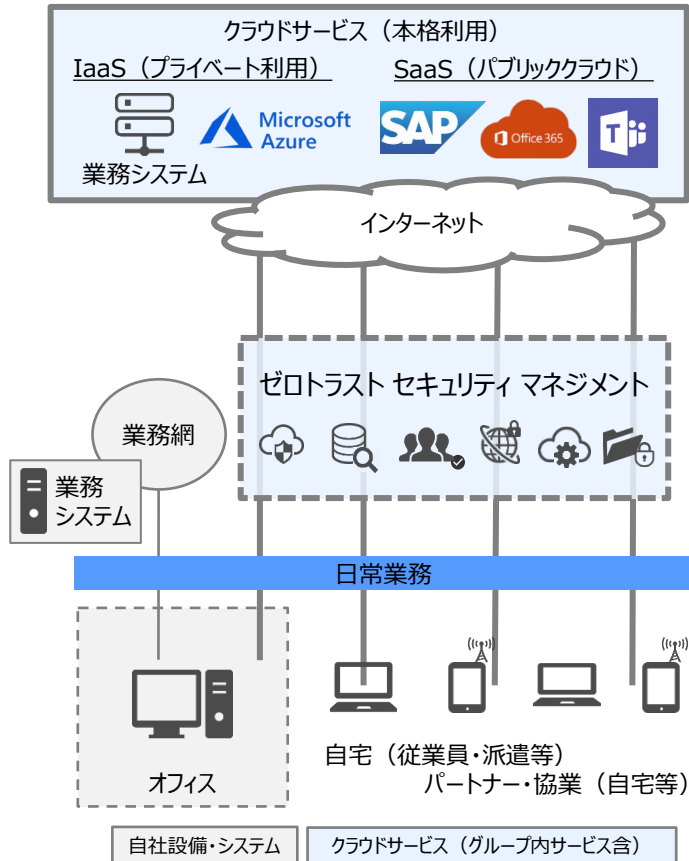 クラウドサービス（本格利用）
IaaS（プライベート利用）
SaaS（パブリッククラウド）
Microsoft
Azure
SAP
Office 365
T
業務システム
インターネット
ゼロトラスト セキュリティ マネジメント
業務網
業務
システム
日常業務
オフィス
自宅（従業員・派遣等）
パートナー・協業（自宅等）
自社設備・システム
クラウドサービス（グループ内サービス含）